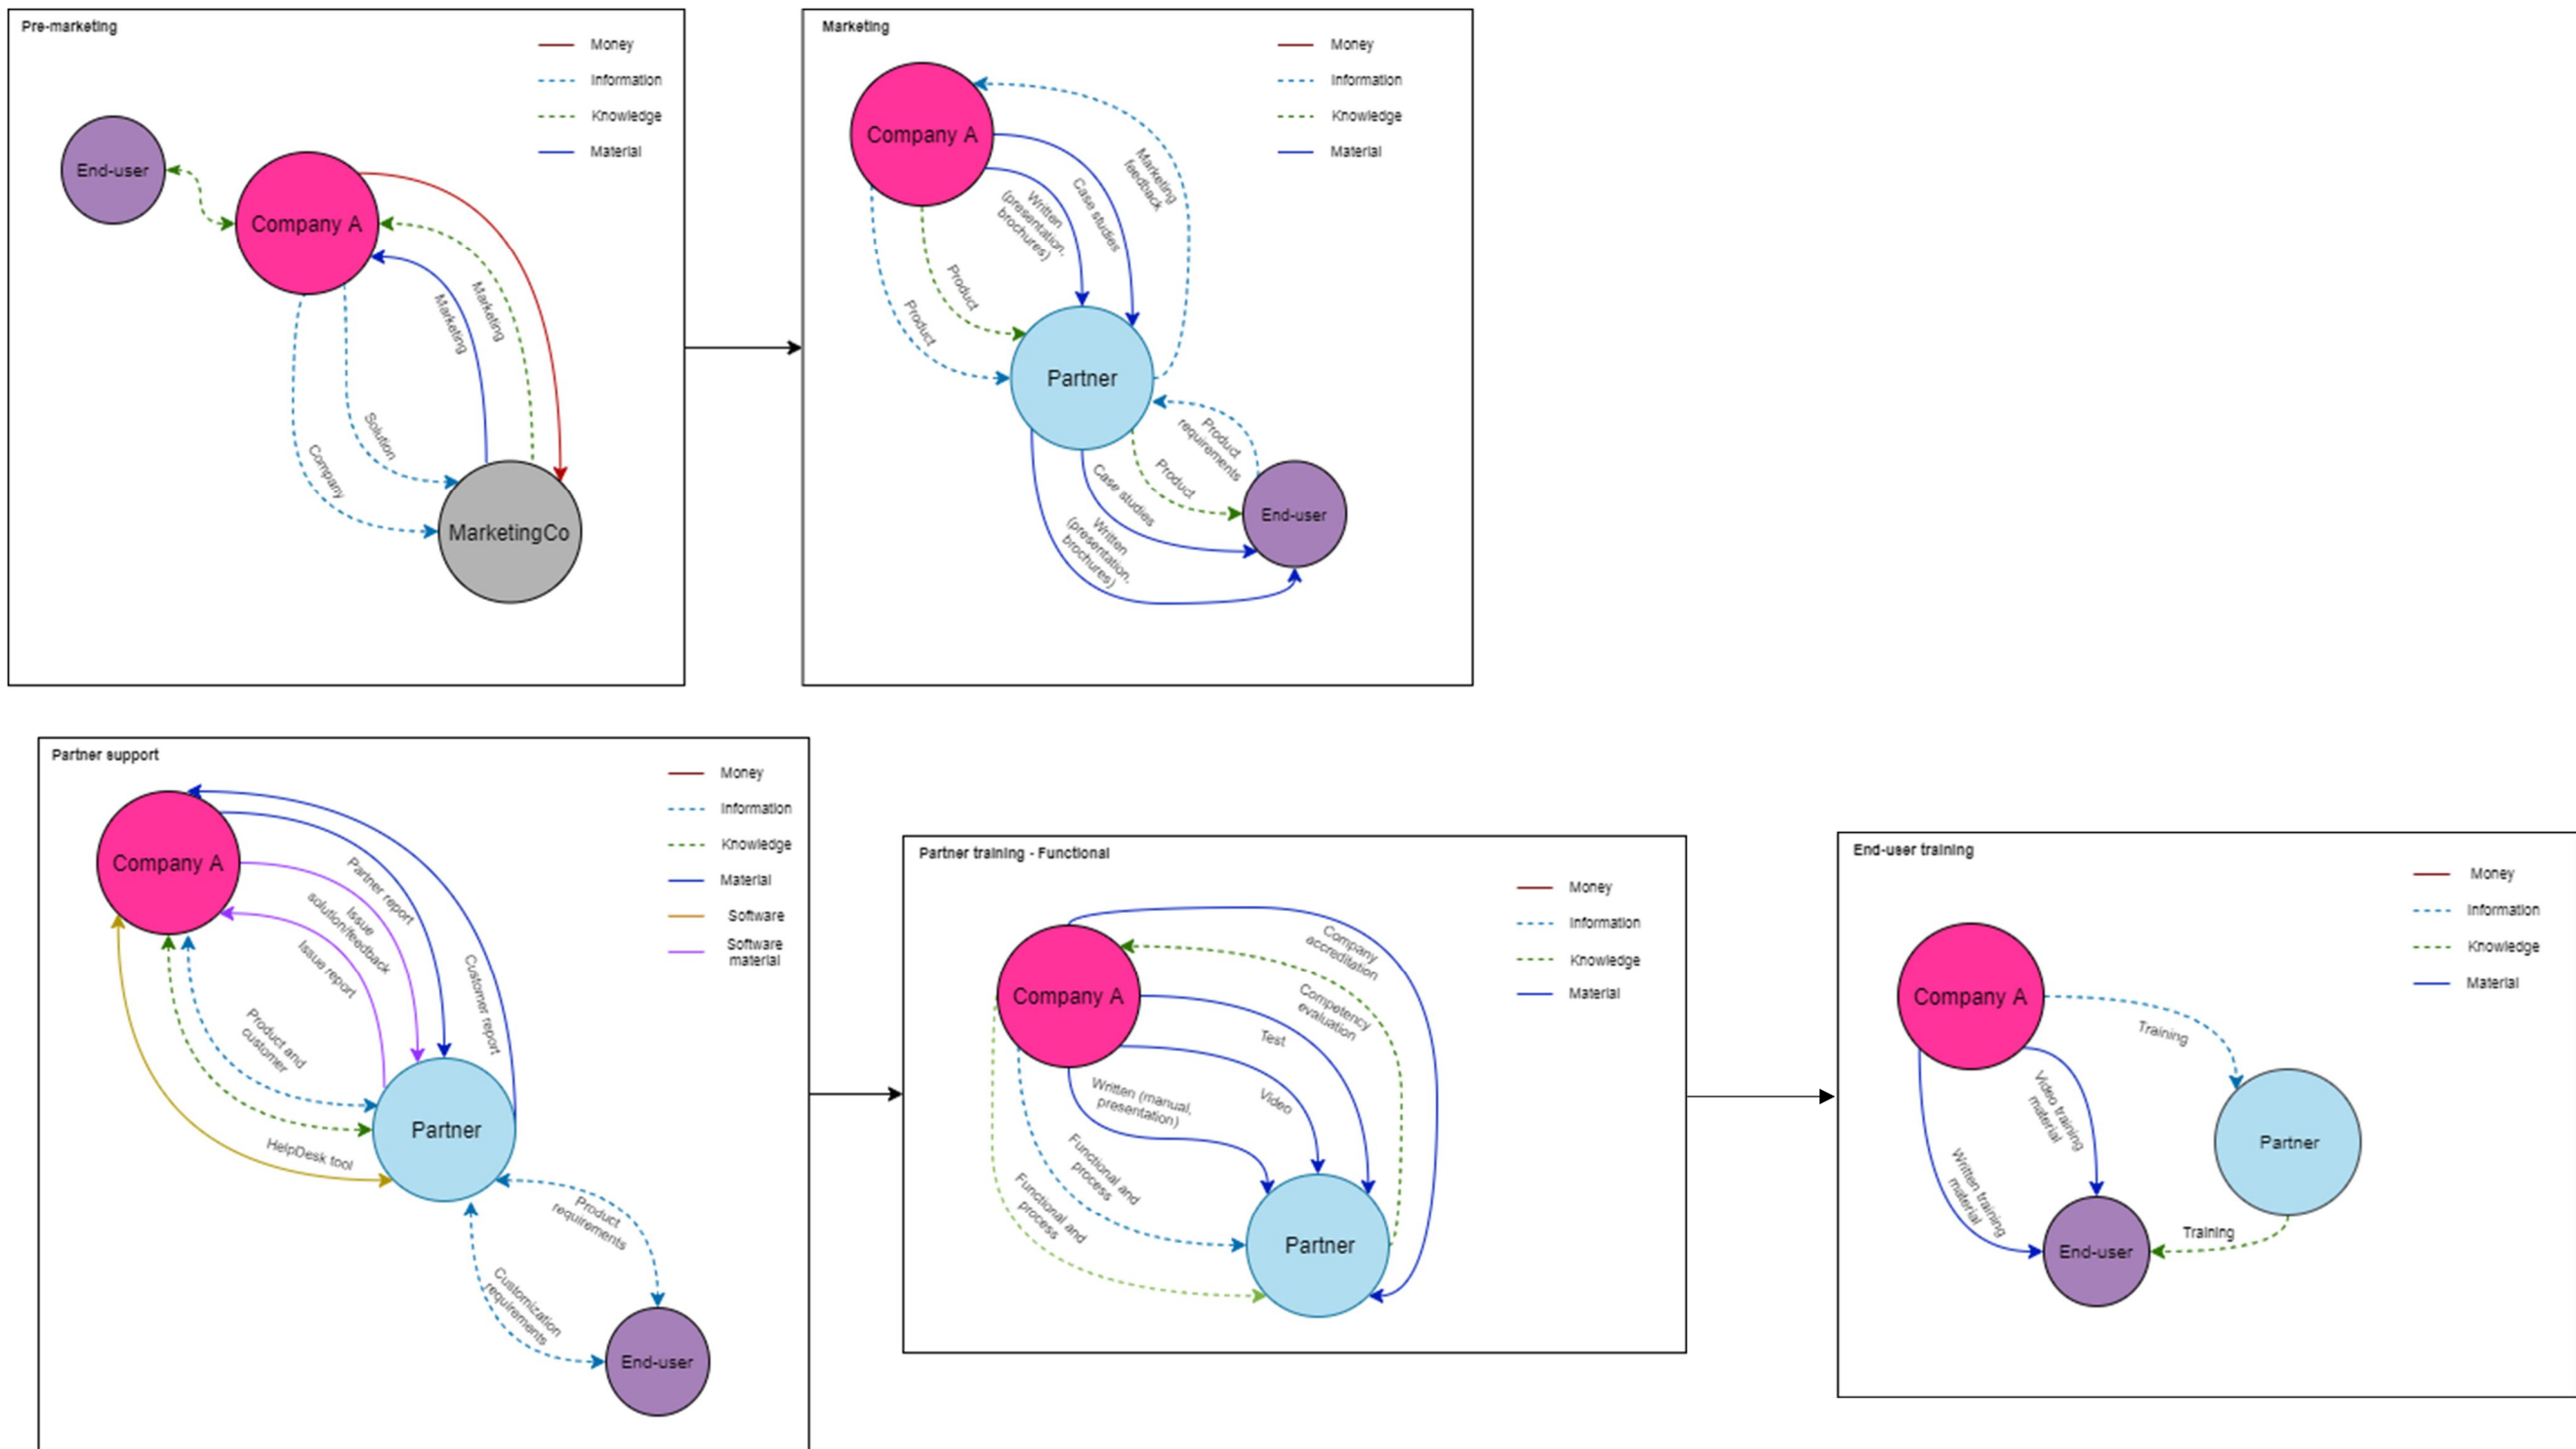 Pre-marketing
Money
Information
Knowledge
Material
End-user
Company A
Marketing
Marketing
Solution
Company
MarketingCo
Marketing
Money
Information
Knowledge
Material
Company A
Marketing
feedback
Case studies
Written
(presentation,
brochures)
Product
Product
Partner
Product
requirements
Product
Case studies
Written
(presentation,
brochures)
End-user
Partner support
Money
Information
Knowledge
Material
Software
Software
material
Company A
Partner report
Issue
solution/feedback
Issue report
Customer report
Product and
customer
Partner
HelpDesk tool
Product
requirements
Customization
requirements
End-user
Partner training - Functional
Money
Information
Knowledge
Material
Company A
Company
accreditation
Competency
evaluation
Test
Video
Written (manual,
presentation)
Functional and
process
Functional and
process
Partner
End-user training
Money
Information
Knowledge
Material
Company A
Training
Video training
material
Written training
material
Partner
Training
End-user